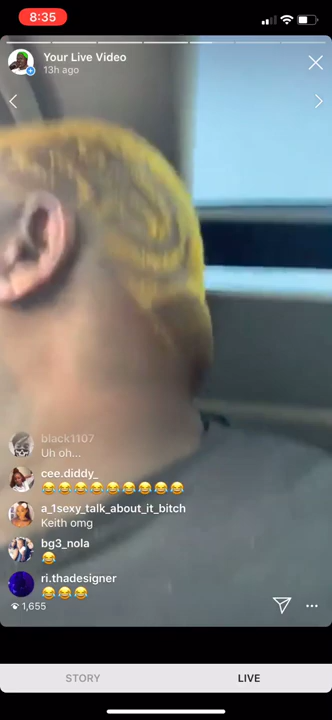 8:35
Your Live Video
13h ago
black1107
Uh oh...
cee.diddy_
😂😂😂😂😂😂😂😂😂
a_1sexy_talk_about_it_bitch
Keith omg
bg3_nola
😂
ri.thadesigner
😂😂😂
1,655
STORY LIVE